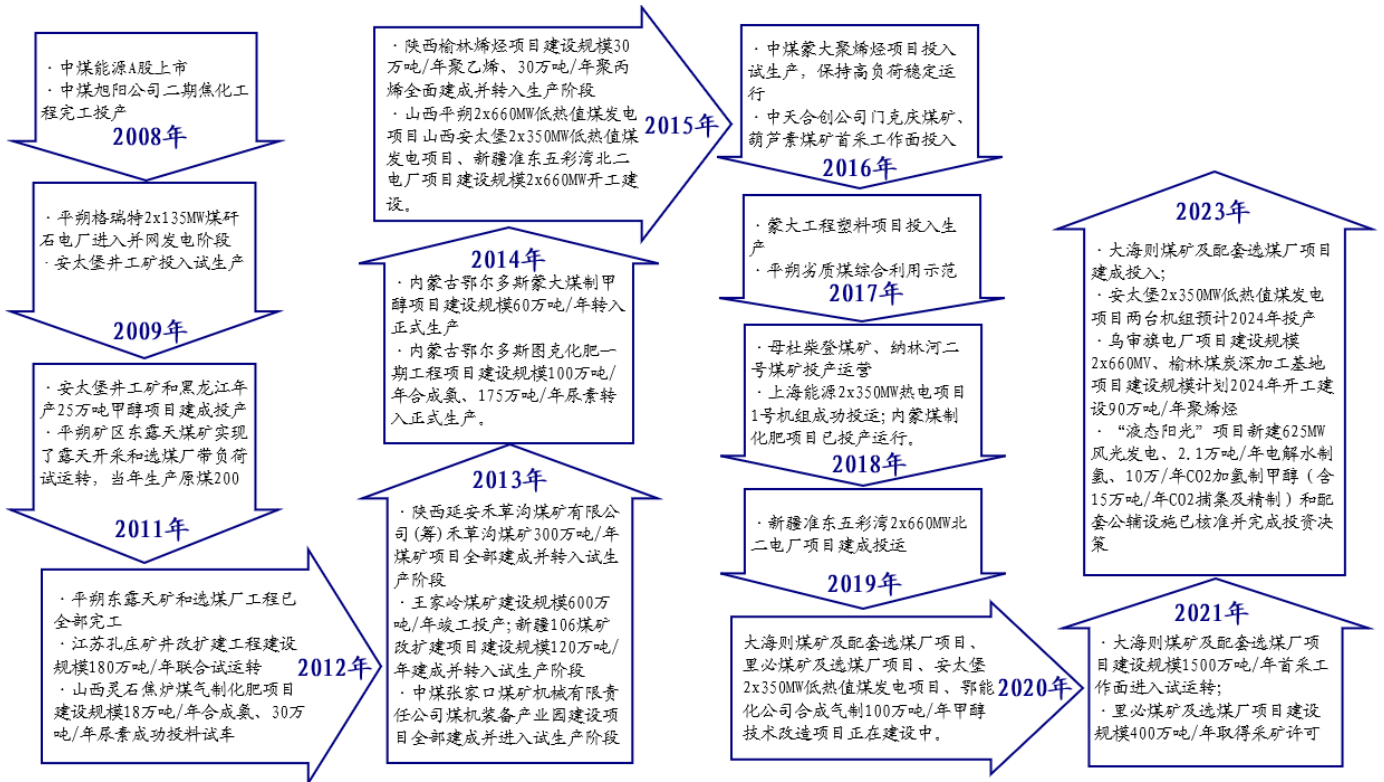 · 中煤能源A股上市
· 中煤旭阳公司二期焦化工
程完工投产
2008年
· 平朔格瑞特2x135MW煤矸
石电厂进入并网发电阶段
· 安太堡井工矿投入试生产
2009年
· 安太堡井工矿和黑龙江年
产25万吨甲醇项目建成投产
· 平朔矿区东露天煤矿实现
了露天开采和选煤厂带负荷
试运转，当年生产原煤200
2011年
· 平朔东露天矿和选煤厂工程已
全部完工
· 江苏孔庄矿井改扩建工程建设
规模180万吨/年联合试运转
· 山西灵石焦炉煤气制化肥项目
建设规模18万吨/年合成氨、30万
吨/年尿素成功投料试车
2012年
2013年
· 陕西延安禾草沟煤矿有限公
司(筹)禾草沟煤矿300万吨/年
煤矿项目全部建成并转入试生
产阶段
· 王家岭煤矿建设规模600万
吨/年竣工投产;新疆106煤矿
改扩建项目建设规模120万吨/
年建成并转入试生产阶段
· 中煤张家口煤矿机械有限责
任公司煤机装备产业园建设项
目全部建成并进入试生产阶段
2014年
· 内蒙古鄂尔多斯蒙大煤制甲
醇项目建设规模60万吨/年转入
正式生产
· 内蒙古鄂尔多斯图克化肥一
期工程项目建设规模100万吨/
年合成氨、175万吨/年尿素转
入正式生产。
· 陕西榆林烯烃项目建设规模30
万吨/年聚乙烯、30万吨/年聚丙
烯全面建成并转入生产阶段
· 山西平朔2x660MW低热值煤发电
项目山西安太堡2x350MW低热值煤
发电项目、新疆准东五彩湾北二
电厂项目建设规模2x660MW开工建
设。
2015年
· 中煤蒙大聚烯烃项目投入
试生产，保持高负荷稳定运
行
· 中天合创公司门克庆煤矿、
葫芦素煤矿首采工作面投入
2016年
· 蒙大工程塑料项目投入生
产
· 平朔劣质煤综合利用示范
2017年
· 母杜柴登煤矿、纳林河二
号煤矿投产运营
· 上海能源2x350MW热电项目
1号机组成功投运;内蒙煤制
化肥项目已投产运行。
2018年
· 新疆准东五彩湾2x660MW北
二电厂项目建成投运
2019年
大海则煤矿及配套选煤厂项目、
里必煤矿及选煤厂项目、安太堡
2x350MW低热值煤发电项目、鄂能
化公司合成气制100万吨/年甲醇
技术改造项目正在建设中。
2020年
2021年
· 大海则煤矿及配套选煤厂项
目建设规模1500万吨/年首采工
作面进入试运转;
· 里必煤矿及选煤厂项目建设
规模400万吨/年取得采矿许可
2023年
· 大海则煤矿及配套选煤厂项目
建成投入;
· 安太堡2x350MW低热值煤发电
项目两台机组预计2024年投产
· 乌审旗电厂项目建设规模
2x660MV、榆林煤炭深加工基地
项目建设规模计划2024年开工建
设90万吨/年聚烯烃
· “液态阳光”项目新建625MW
风光发电、2.1万吨/年电解水制
氢、10万/年CO2加氢制甲醇（含
15万吨/年CO2捕集及精制）和配
套公辅设施已核准并完成投资决
策